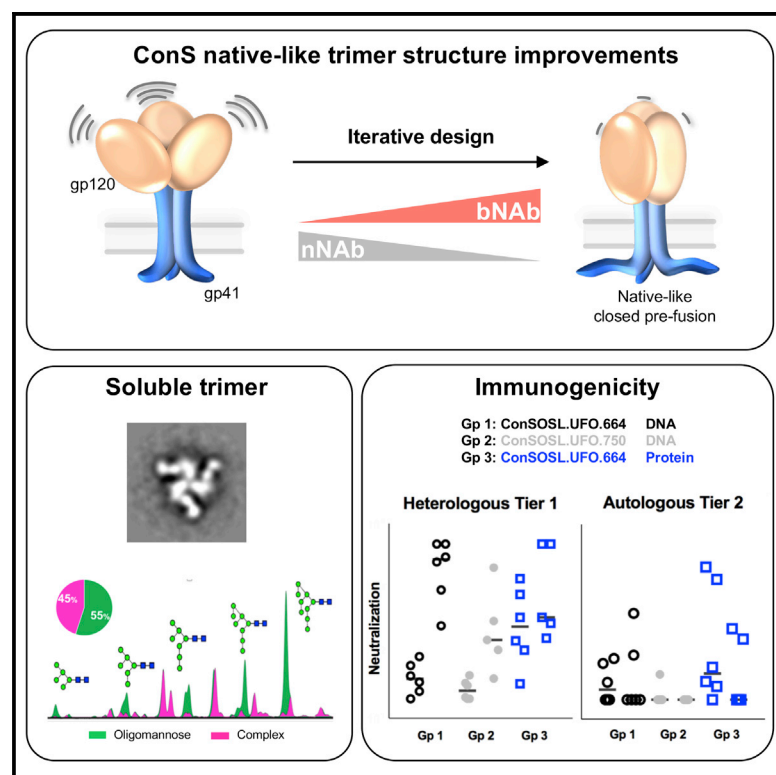 ConS native-like trimer structure improvements
gp120
gp41
Iterative design
bNAb
nNAb
Native-like
closed pre-fusion
Soluble trimer
45%
55%
Oligomannose
Complex
Immunogenicity
Gp 1: ConSOSL.UFO.664 DNA
Gp 2: ConSOSL.UFO.750 DNA
Gp 3: ConSOSL.UFO.664 Protein
Heterologous Tier 1
Autologous Tier 2
Neutralization
Gp 1
Gp 2
Gp 3
Gp 1
Gp 2
Gp 3